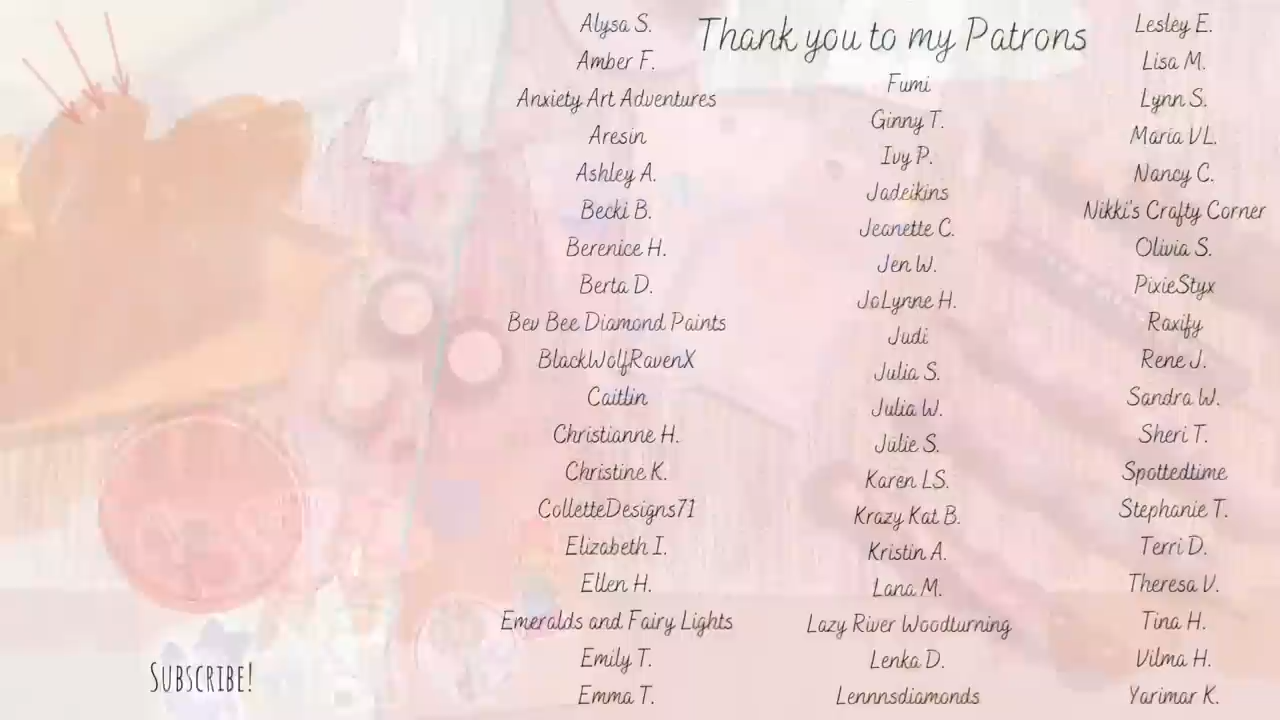 Thank you to my Patrons
Alysa S.
Amber F.
Anxiety Art Adventures
Aresin
Ashley A.
Becki B.
Berenice H.
Berta D.
Bev Bee Diamond Paints
BlackWolfRavenX
Caitlin
Christianne H.
Christine K.
ColletteDesigns71
Elizabeth I.
Ellen H.
Emeralds and Fairy Lights
Emily T.
Emma T.
Fumi
Ginny T.
Ivy P.
Jadeikins
Jeanette C.
Jen W.
JoLynne H.
Judi
Julia S.
Julia W.
Julie S.
Karen LS.
Krazy Kat B.
Kristin A.
Lana M.
Lazy River Woodturning
Lenka D.
Lennnsdiamonds
Lesley E.
Lisa M.
Lynn S.
Maria VL.
Nancy C.
Nikki's Crafty Corner
Olivia S.
PixieStyx
Raxify
Rene J.
Sandra W.
Sheri T.
Spottedtime
Stephanie T.
Terri D.
Theresa V.
Tina H.
Vilma H.
Yarimar K.
SUBSCRIBE!